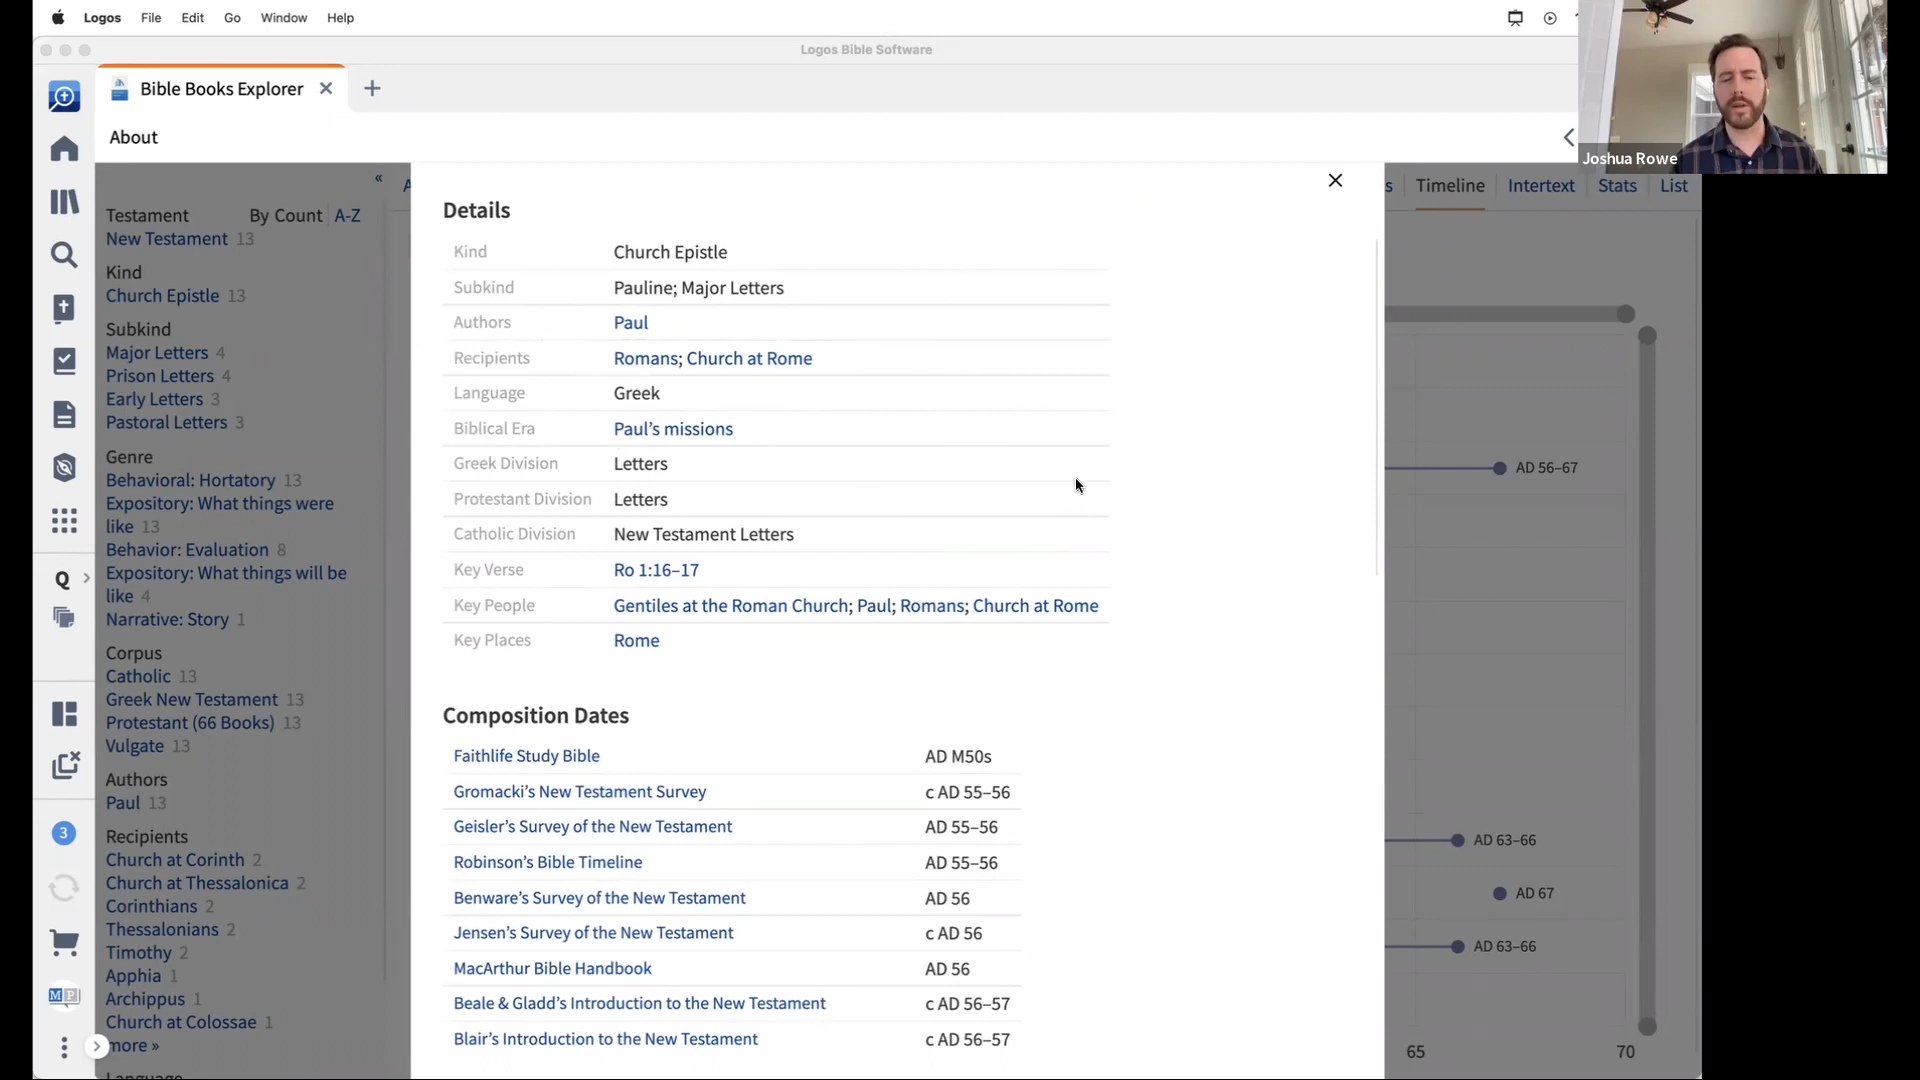 Logos File Edit Go Window Help
Logos Bible Software
Bible Books Explorer
About
Joshua Rowe
Timeline Intertext Stats List
«
Testament By Count A-Z
New Testament 13
Kind
Church Epistle 13
Subkind
Major Letters 4
Prison Letters 4
Early Letters 3
Pastoral Letters 3
Genre
Behavioral: Hortatory 13
Expository: What things were
like 13
Behavior: Evaluation 8
Expository: What things will be
like 4
Narrative: Story 1
Corpus
Catholic 13
Greek New Testament 13
Protestant (66 Books) 13
Vulgate 13
Authors
Paul 13
Recipients
Church at Corinth 2
Church at Thessalonica 2
Corinthians 2
Thessalonians 2
Timothy 2
Apphia 1
Archippus 1
Church at Colossae 1
more »
Language
Q
3
Details
Kind Church Epistle
Subkind Pauline; Major Letters
Authors Paul
Recipients Romans; Church at Rome
Language Greek
Biblical Era Paul’s missions
Greek Division Letters
Protestant Division Letters
Catholic Division New Testament Letters
Key Verse Ro 1:16–17
Key People Gentiles at the Roman Church; Paul; Romans; Church at Rome
Key Places Rome
Composition Dates
Faithlife Study Bible AD M50s
Gromacki’s New Testament Survey c AD 55–56
Geisler’s Survey of the New Testament AD 55–56
Robinson’s Bible Timeline AD 55–56
Benware’s Survey of the New Testament AD 56
Jensen’s Survey of the New Testament c AD 56
MacArthur Bible Handbook AD 56
Beale & Gladd’s Introduction to the New Testament c AD 56–57
Blair’s Introduction to the New Testament c AD 56–57
AD 56–67
AD 63–66
AD 67
AD 63–66
65 70